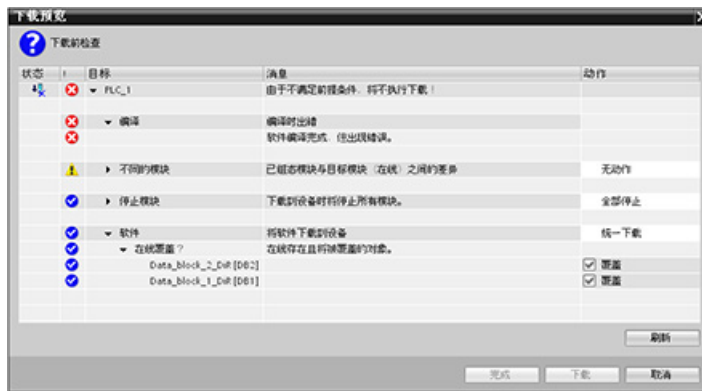 下载预览
下载前检查
状态 ! 目标 消息 动作
PLC_1 由于不满足前提条件，将不执行下载！
编译 编译时出错
软件编译完成，但出现错误。
不同的模块 已组态模块与目标模块（在线）之间的差异 无动作
停止模块 下载到设备时将停止所有模块。 全部停止
软件 将软件下载到设备 统一下载
在线覆盖？ 在线存在且将被覆盖的对象。
Data_block_2_DiR [DB2] 覆盖
Data_block_1_DiR [DB1] 覆盖
刷新
完成 下载 取消